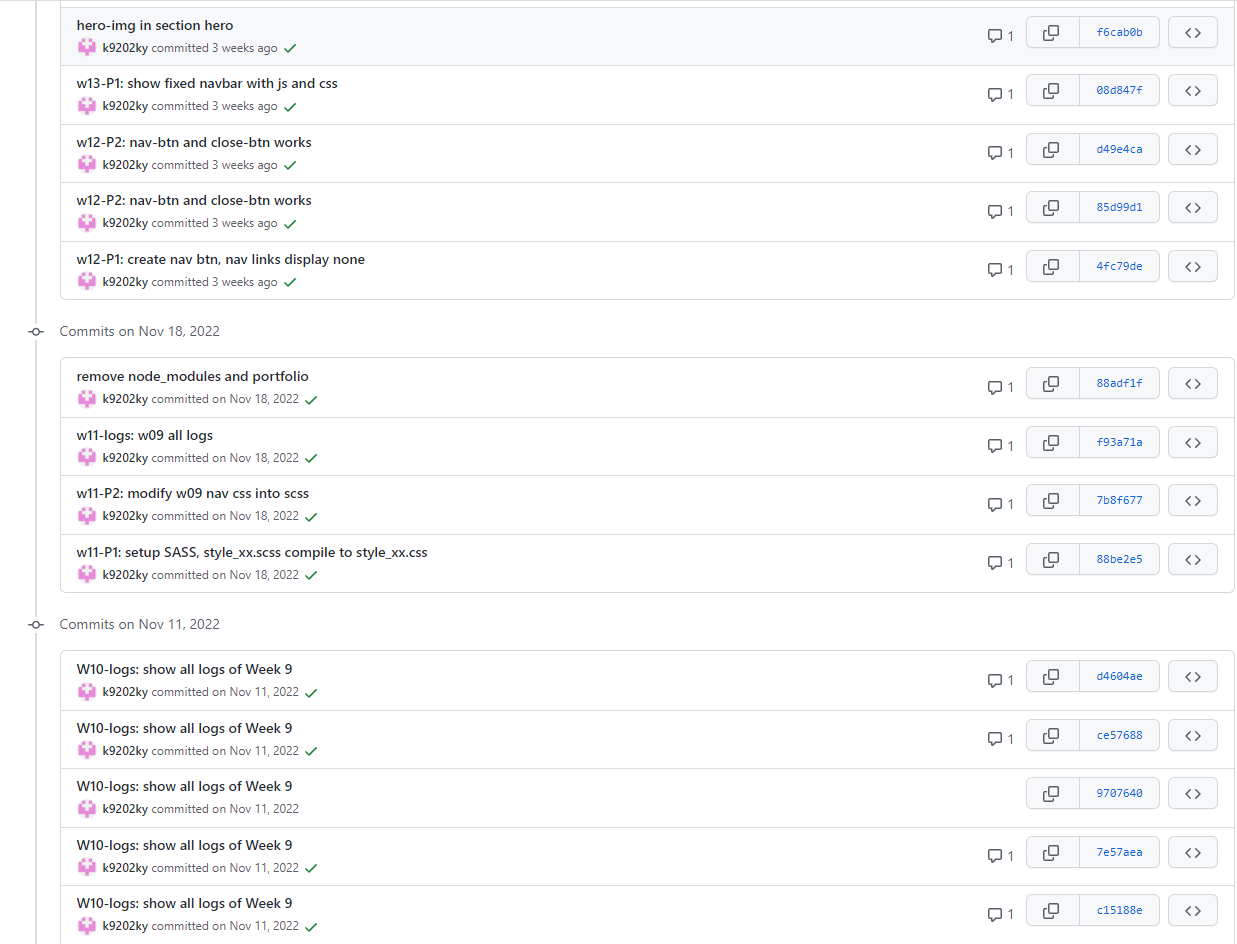 hero-img in section hero
k9202ky committed 3 weeks ago
1
f6cab0b
w13-P1: show fixed navbar with js and css
k9202ky committed 3 weeks ago
1
08d847f
w12-P2: nav-btn and close-btn works
k9202ky committed 3 weeks ago
1
d49e4ca
w12-P2: nav-btn and close-btn works
k9202ky committed 3 weeks ago
1
85d99d1
w12-P1: create nav btn, nav links display none
k9202ky committed 3 weeks ago
1
4fc79de
Commits on Nov 18, 2022
remove node_modules and portfolio
k9202ky committed on Nov 18, 2022
1
88adf1f
w11-logs: w09 all logs
k9202ky committed on Nov 18, 2022
1
f93a71a
w11-P2: modify w09 nav css into scss
k9202ky committed on Nov 18, 2022
1
7b8f677
w11-P1: setup SASS, style_xx.scss compile to style_xx.css
k9202ky committed on Nov 18, 2022
1
88be2e5
Commits on Nov 11, 2022
W10-logs: show all logs of Week 9
k9202ky committed on Nov 11, 2022
1
d4604ae
W10-logs: show all logs of Week 9
k9202ky committed on Nov 11, 2022
1
ce57688
W10-logs: show all logs of Week 9
k9202ky committed on Nov 11, 2022
9707640
W10-logs: show all logs of Week 9
k9202ky committed on Nov 11, 2022
1
7e57aea
W10-logs: show all logs of Week 9
k9202ky committed on Nov 11, 2022
1
c15188e